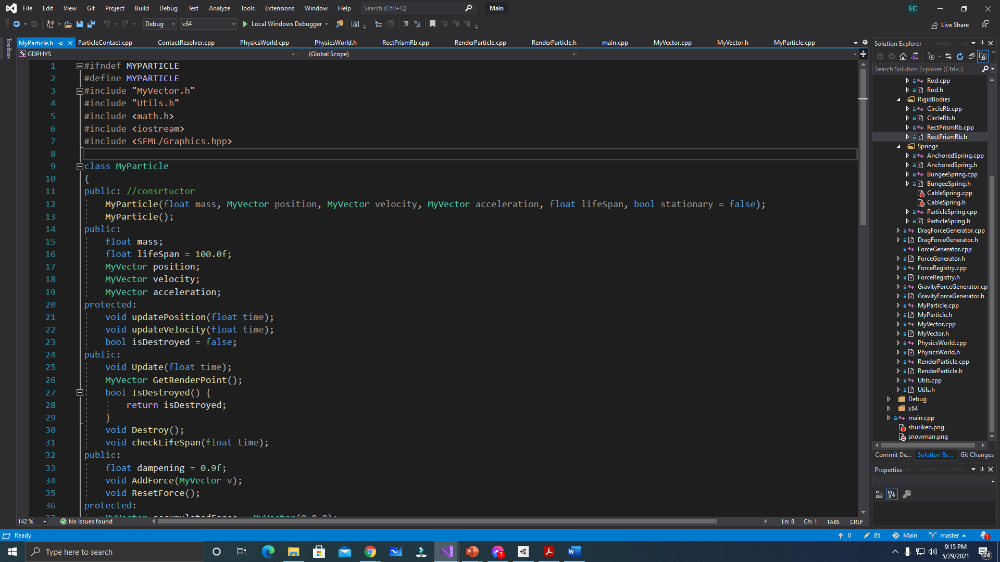 File Edit View Git Project Build Debug Test Analyze Tools Extensions Window Help Search (Ctrl+Q) Main EC
Debug x64 Local Windows Debugger Live Share
Toolbox
MyParticle.h ParticleContact.cpp ContactResolver.cpp PhysicsWorld.cpp PhysicsWorld.h RectPrismRb.cpp RenderParticle.cpp RenderParticle.h main.cpp MyVector.cpp MyVector.h MyParticle.cpp
GDPHYS (Global Scope)
1 #ifndef MYPARTICLE
2 #define MYPARTICLE
3 #include "MyVector.h"
4 #include "Utils.h"
5 #include <math.h>
6 #include <iostream>
7 #include <SFML/Graphics.hpp>
8
9 class MyParticle
10 {
11 public: //consrtuctor
12 MyParticle(float mass, MyVector position, MyVector velocity, MyVector acceleration, float lifeSpan, bool stationary = false);
13 MyParticle();
14 public:
15 float mass;
16 float lifeSpan = 100.0f;
17 MyVector position;
18 MyVector velocity;
19 MyVector acceleration;
20 protected:
21 void updatePosition(float time);
22 void updateVelocity(float time);
23 bool isDestroyed = false;
24 public:
25 void Update(float time);
26 MyVector GetRenderPoint();
27 bool IsDestroyed() {
28 return isDestroyed;
29 }
30 void Destroy();
31 void checkLifeSpan(float time);
32 public:
33 float dampening = 0.9f;
34 void AddForce(MyVector v);
35 void ResetForce();
36 protected:
142 % No issues found Ln: 8 Ch: 1 TABS CRLF
Solution Explorer
Search Solution Explorer (Ctrl+;)
Rod.cpp
Rod.h
RigidBodies
CircleRb.cpp
CircleRb.h
RectPrismRb.cpp
RectPrismRb.h
Springs
AnchoredSpring.cpp
AnchoredSpring.h
BungeeSpring.cpp
BungeeSpring.h
CableSpring.cpp
CableSpring.h
ParticleSpring.cpp
ParticleSpring.h
DragForceGenerator.cpp
DragForceGenerator.h
ForceGenerator.cpp
ForceGenerator.h
ForceRegistry.cpp
ForceRegistry.h
GravityForceGenerator.cp
GravityForceGenerator.h
MyParticle.cpp
MyParticle.h
MyVector.cpp
MyVector.h
PhysicsWorld.cpp
PhysicsWorld.h
RenderParticle.cpp
RenderParticle.h
Utils.cpp
Utils.h
Debug
x64
main.cpp
shuriken.png
snowman.png
Commit De... Solution Ex... Git Changes
Properties
Ready 0 85 Main master 1
Type here to search 3 9:15 PM
5/29/2021 24